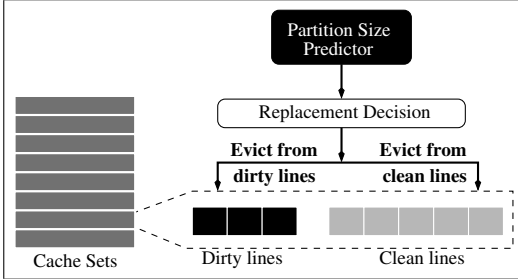 Partition Size
Predictor
Replacement Decision
Evict from
dirty lines
Evict from
clean lines
Cache Sets
Dirty lines
Clean lines